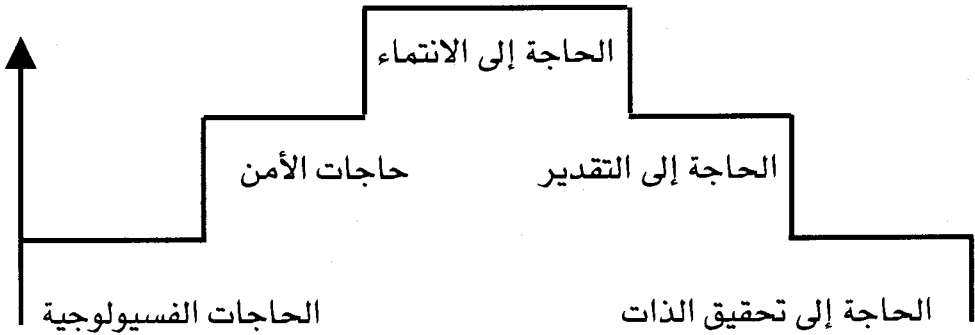 الحاجة إلى الانتماء
الحاجة إلى التقدير
حاجات الأمن
الحاجة إلى تحقيق الذات
الحاجات الفسيولوجية